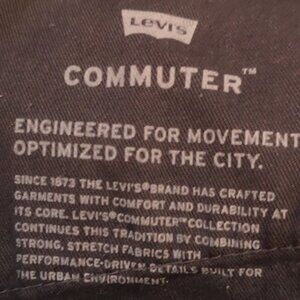 Levi's
COMMUTER™
ENGINEERED FOR MOVEMENT
OPTIMIZED FOR THE CITY.
SINCE 1873 THE LEVI'S® BRAND HAS CRAFTED
GARMENTS WITH COMFORT AND DURABILITY AT
ITS CORE. LEVI'S® COMMUTER™ COLLECTION
CONTINUES THIS TRADITION BY COMBINING
STRONG, STRETCH FABRICS WITH
PERFORMANCE-DRIVEN DETAILS BUILT FOR
THE URBAN ENVIRONMENT.